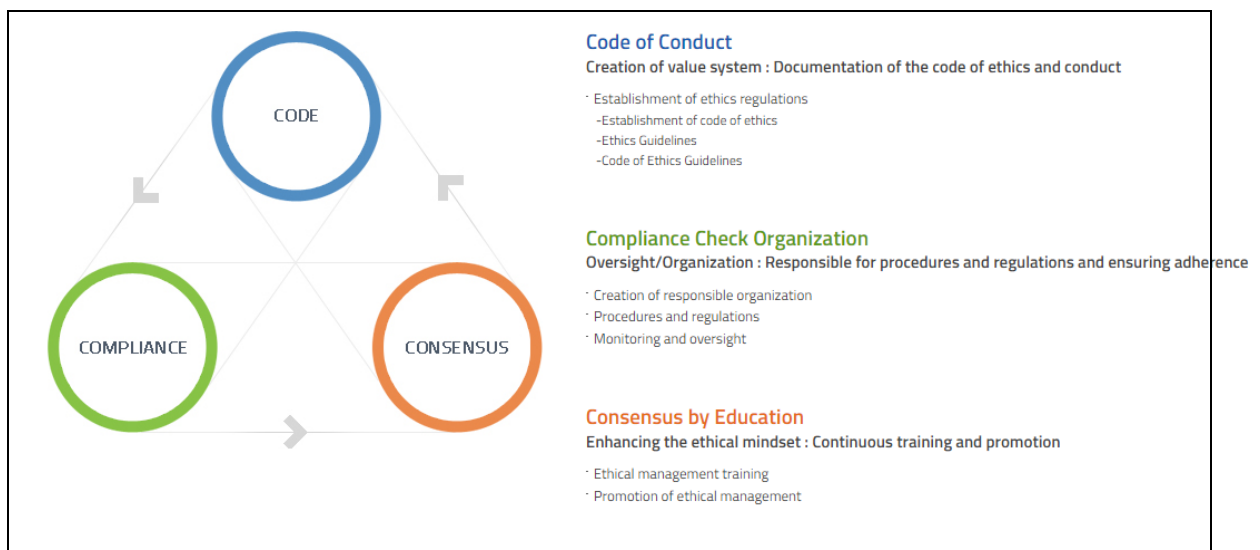 CODE
COMPLIANCE
CONSENSUS
Code of Conduct
Creation of value system : Documentation of the code of ethics and conduct
· Establishment of ethics regulations
-Establishment of code of ethics
-Ethics Guidelines
-Code of Ethics Guidelines
Compliance Check Organization
Oversight/Organization : Responsible for procedures and regulations and ensuring adherence
· Creation of responsible organization
· Procedures and regulations
· Monitoring and oversight
Consensus by Education
Enhancing the ethical mindset : Continuous training and promotion
· Ethical management training
· Promotion of ethical management